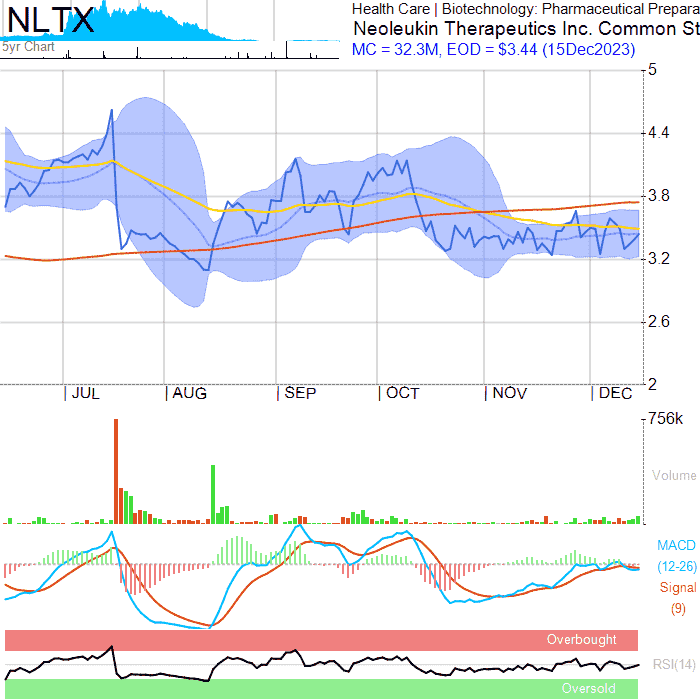 NLTX
5yr Chart
Health Care | Biotechnology: Pharmaceutical Prepara
Neoleukin Therapeutics Inc. Common St
MC = 32.3M, EOD = $3.44 (15Dec2023)
5
4.4
3.8
3.2
2.6
2
JUL AUG SEP OCT NOV DEC
756k
Volume
MACD
(12-26)
Signal
(9)
Overbought
RSI(14)
Oversold